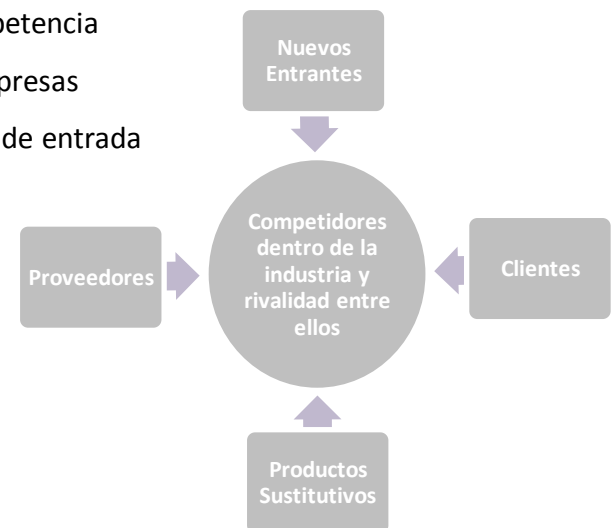 petencia
presas
de entrada
Nuevos
Entrantes
Competidores
dentro de la
industria y
rivalidad entre
ellos
Proveedores
Clientes
Productos
Sustitutivos